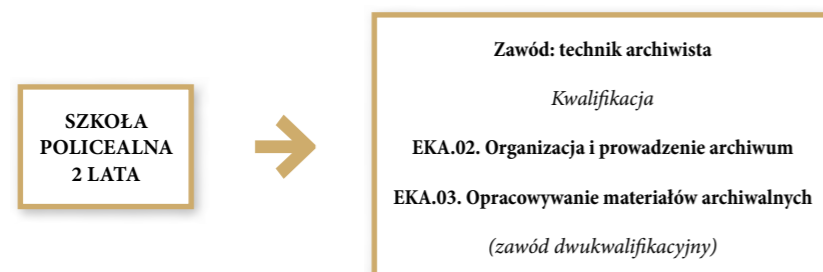 SZKOŁA
POLICEALNA
2 LATA
Zawód: technik archiwista
Kwalifikacja
EKA.02. Organizacja i prowadzenie archiwum
EKA.03. Opracowywanie materiałów archiwalnych
(zawód dwukwalifikacyjny)